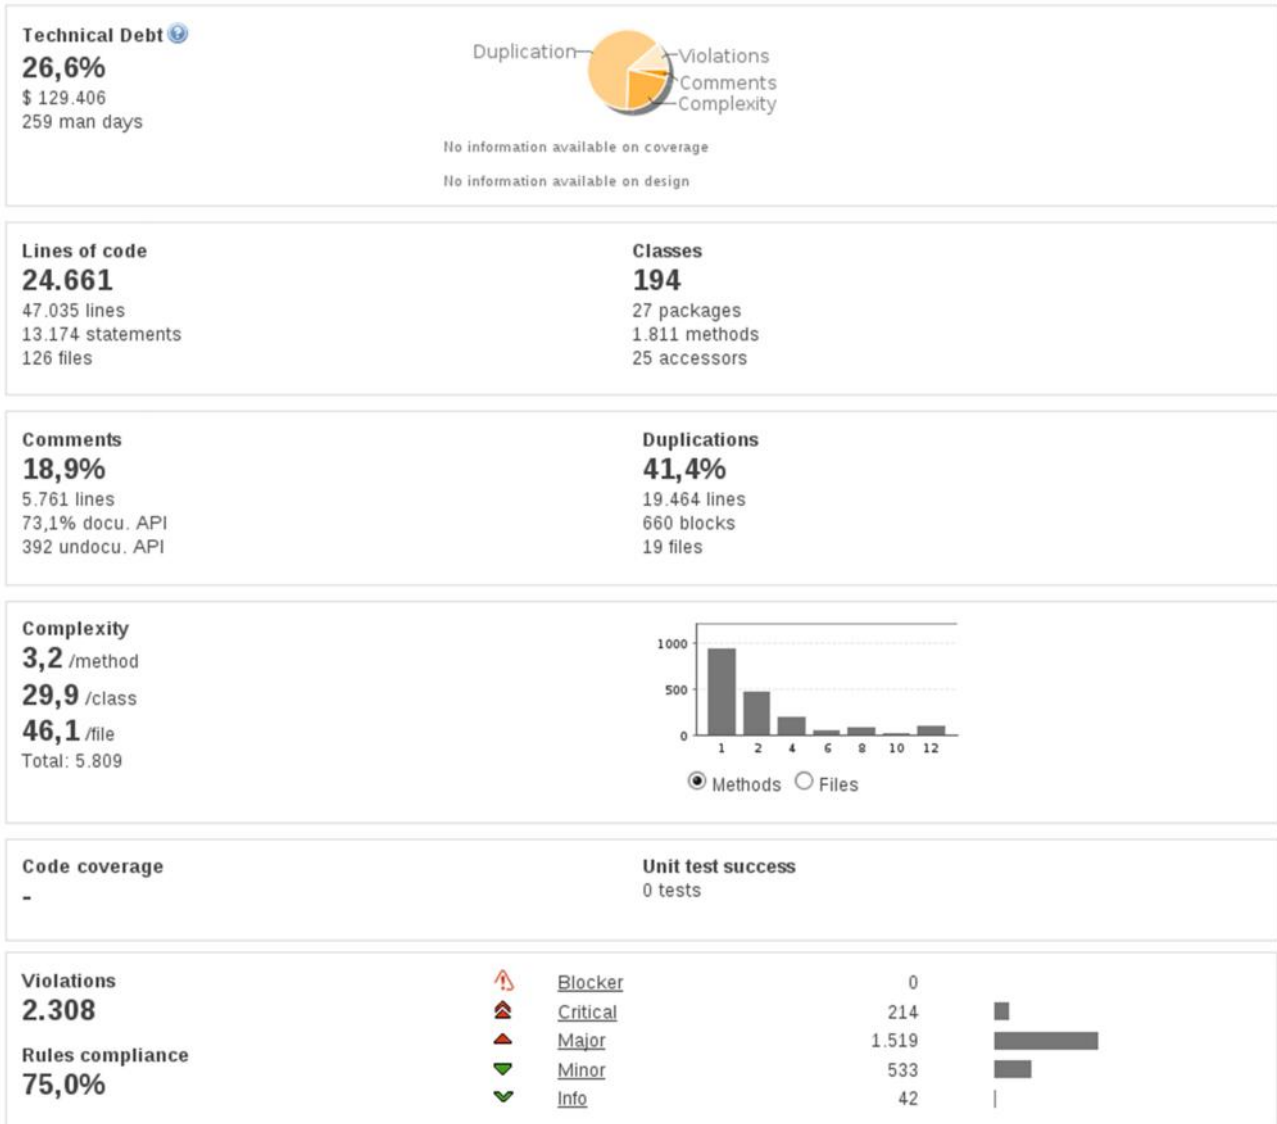 Technical Debt
26,6%
$ 129.406
259 man days
Duplication
Violations
Comments
Complexity
No information available on coverage
No information available on design
Lines of code
24.661
47.035 lines
13.174 statements
126 files
Classes
194
27 packages
1.811 methods
25 accessors
Comments
18,9%
5.761 lines
73,1% docu. API
392 undocu. API
Duplications
41,4%
19.464 lines
660 blocks
19 files
Complexity
3,2 /method
29,9 /class
46,1 /file
Total: 5.809
1000
500
0
1 2 4 6 8 10 12
Methods Files
Code coverage
-
Unit test success
0 tests
Violations
2.308
Rules compliance
75,0%
Blocker 0
Critical 214
Major 1.519
Minor 533
Info 42